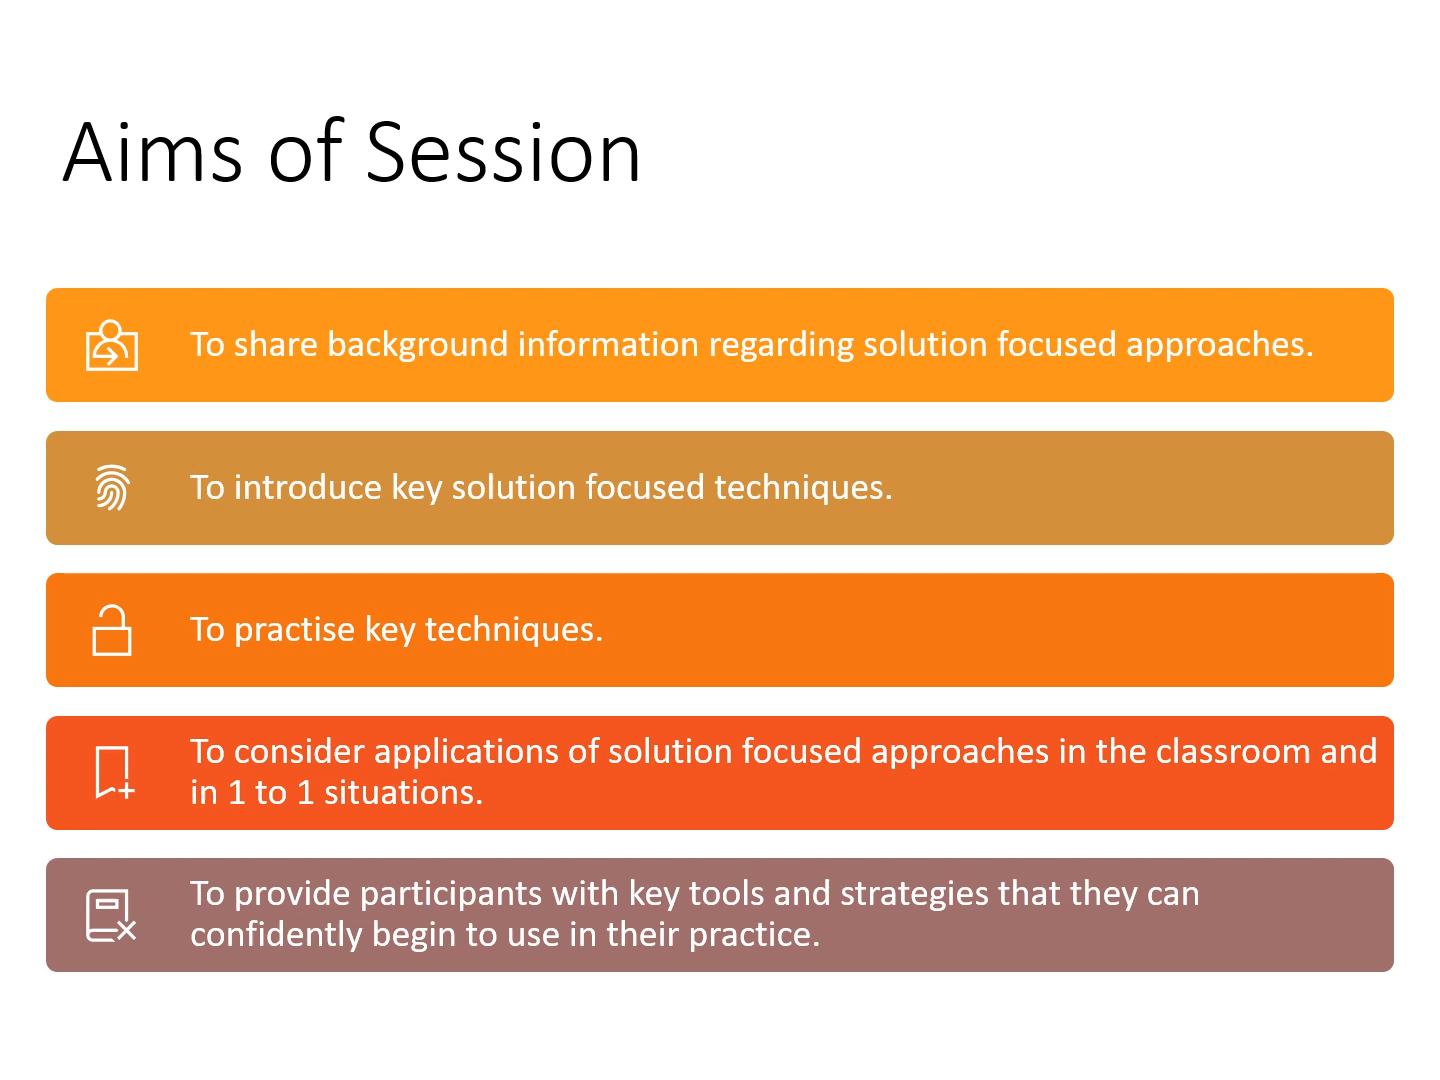 Aims of Session
To share background information regarding solution focused approaches.
To introduce key solution focused techniques.
To practise key techniques.
To consider applications of solution focused approaches in the classroom and
in 1 to 1 situations.
To provide participants with key tools and strategies that they can
confidently begin to use in their practice.